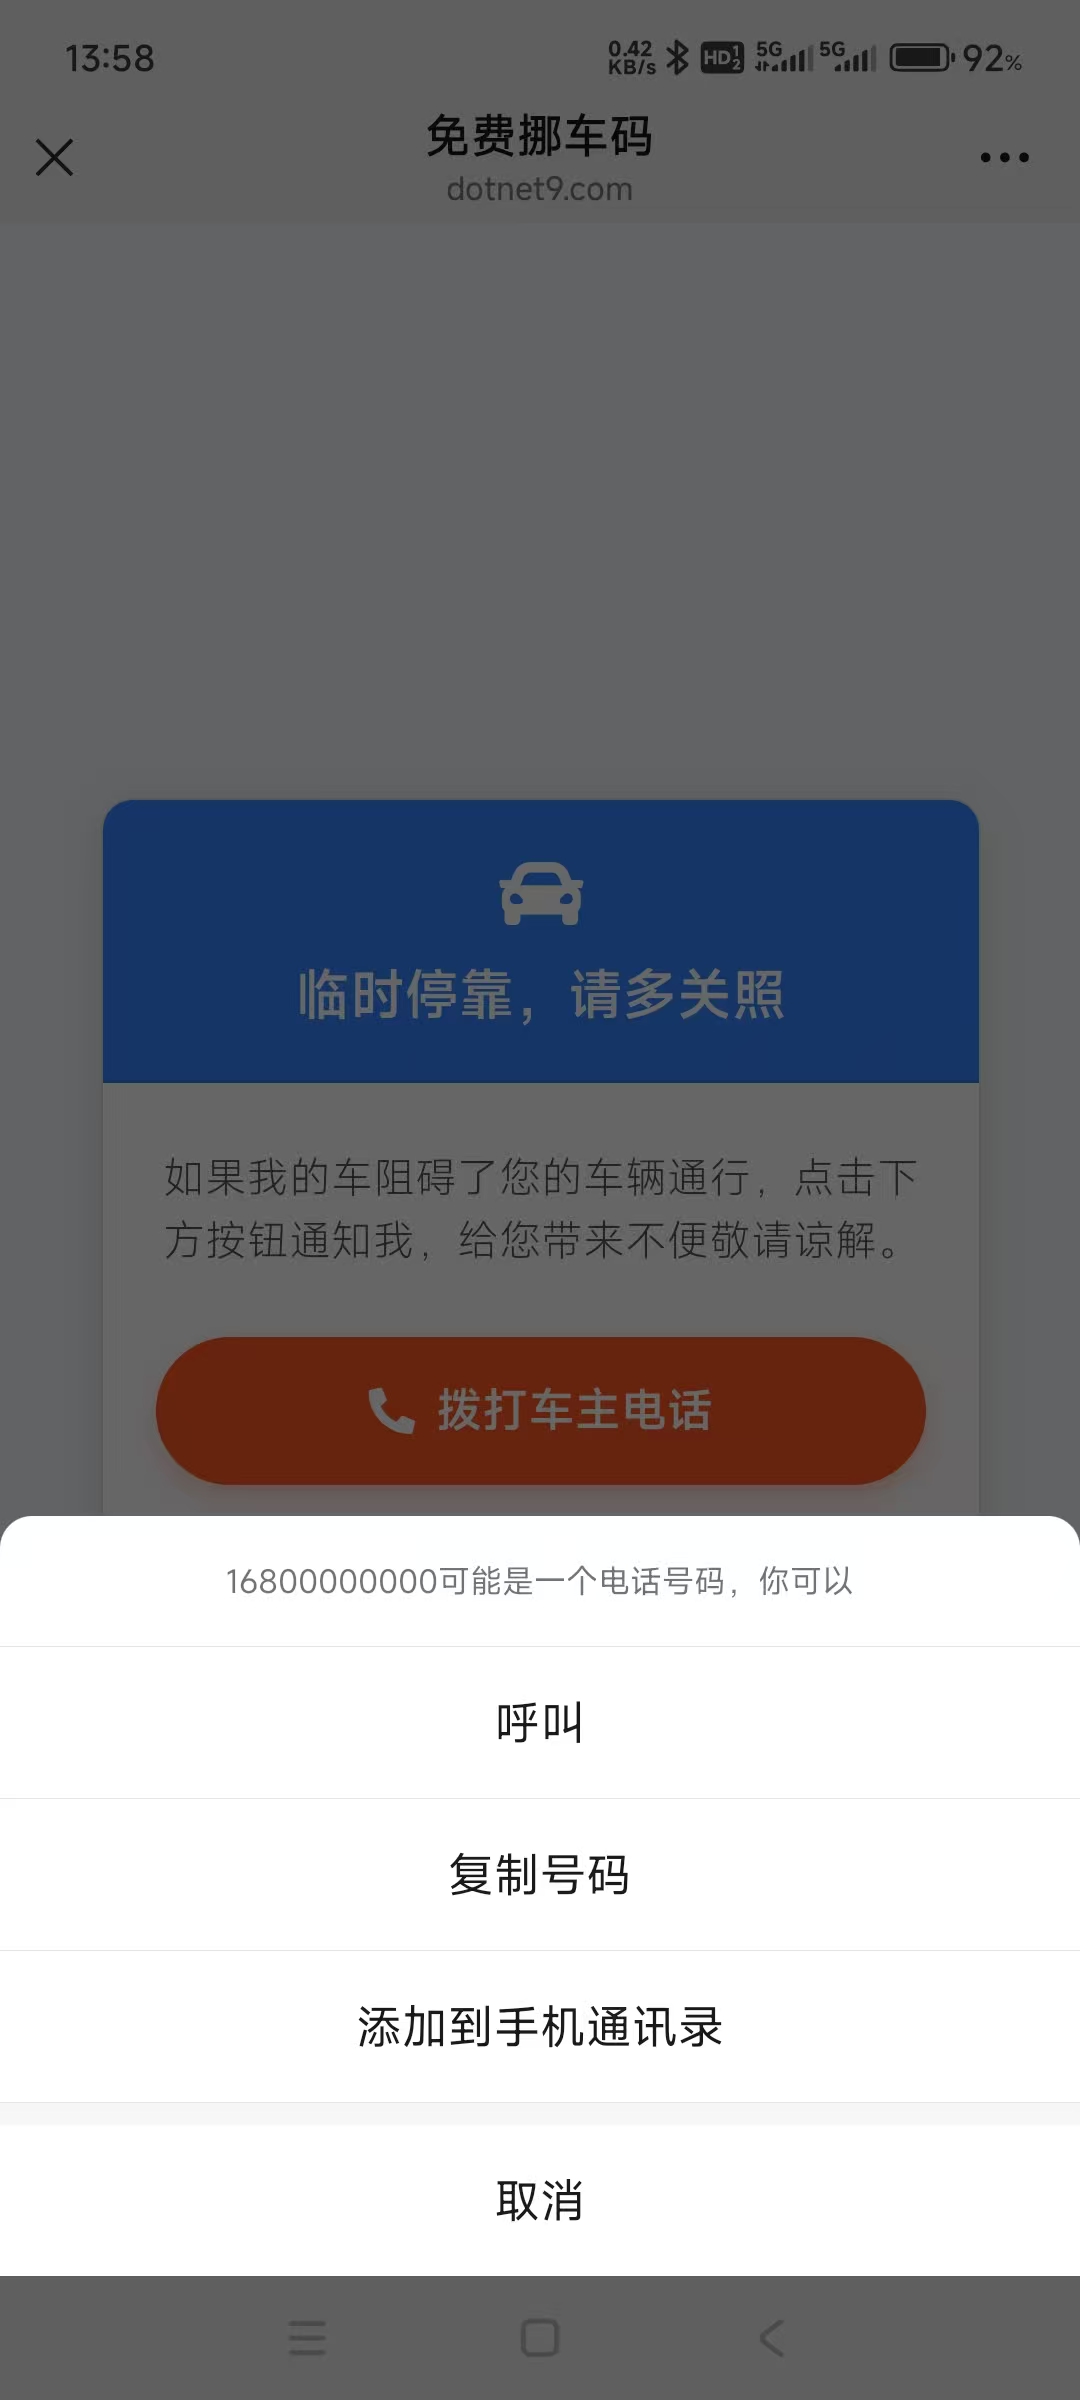 13:58
0.42
KB/s
HD 1 2
5G
5G
92%
免费挪车码
dotnet9.com
临时停靠，请多关照
如果我的车阻碍了您的车辆通行，点击下
方按钮通知我，给您带来不便敬请谅解。
拨打车主电话
16800000000可能是一个电话号码，你可以
呼叫
复制号码
添加到手机通讯录
取消